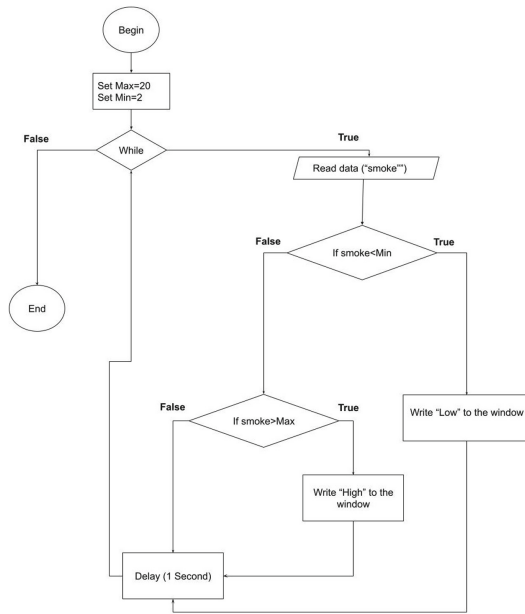 Begin
Set Max=20
Set Min=2
False
True
While
Read data (“smoke””)
False
True
If smoke<Min
End
False
True
If smoke>Max
Write “Low” to the window
Write “High” to the
window
Delay (1 Second)